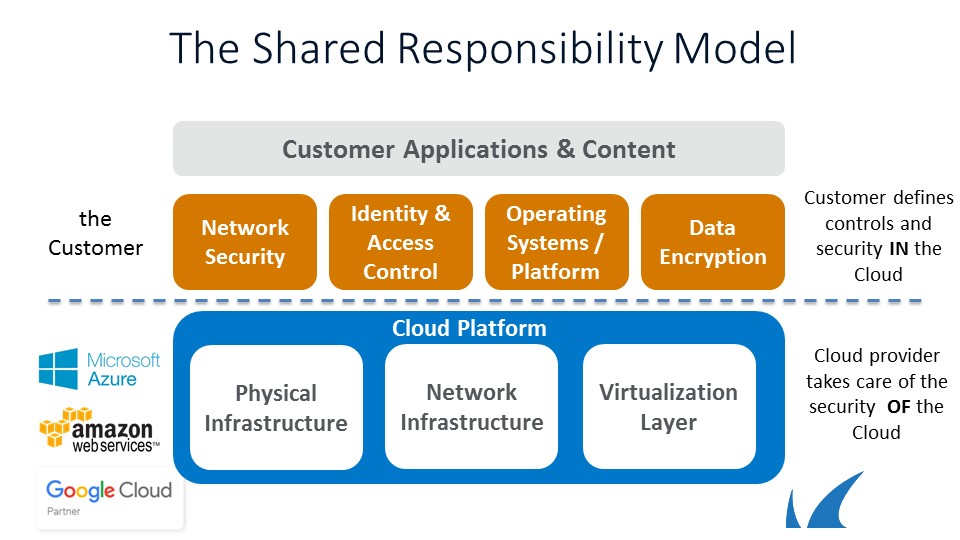 The Shared Responsibility Model
Customer Applications & Content
the
Customer
Network
Security
Identity &
Access
Control
Operating
Systems /
Platform
Data
Encryption
Customer defines
controls and
security IN the
Cloud
Cloud Platform
Microsoft
Azure
amazon
web services™
Google Cloud
Partner
Physical
Infrastructure
Network
Infrastructure
Virtualization
Layer
Cloud provider
takes care of the
security OF the
Cloud